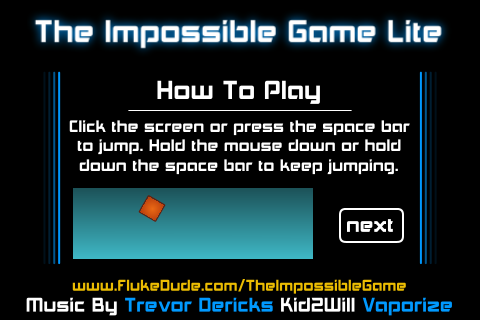 The Impossible Game Lite
How To Play
Click the screen or press the space bar
to jump. Hold the mouse down or hold
down the space bar to keep jumping.
next
www.FlukeDude.com/TheImpossibleGame
Music By Trevor Dericks Kid2Will Vaporize